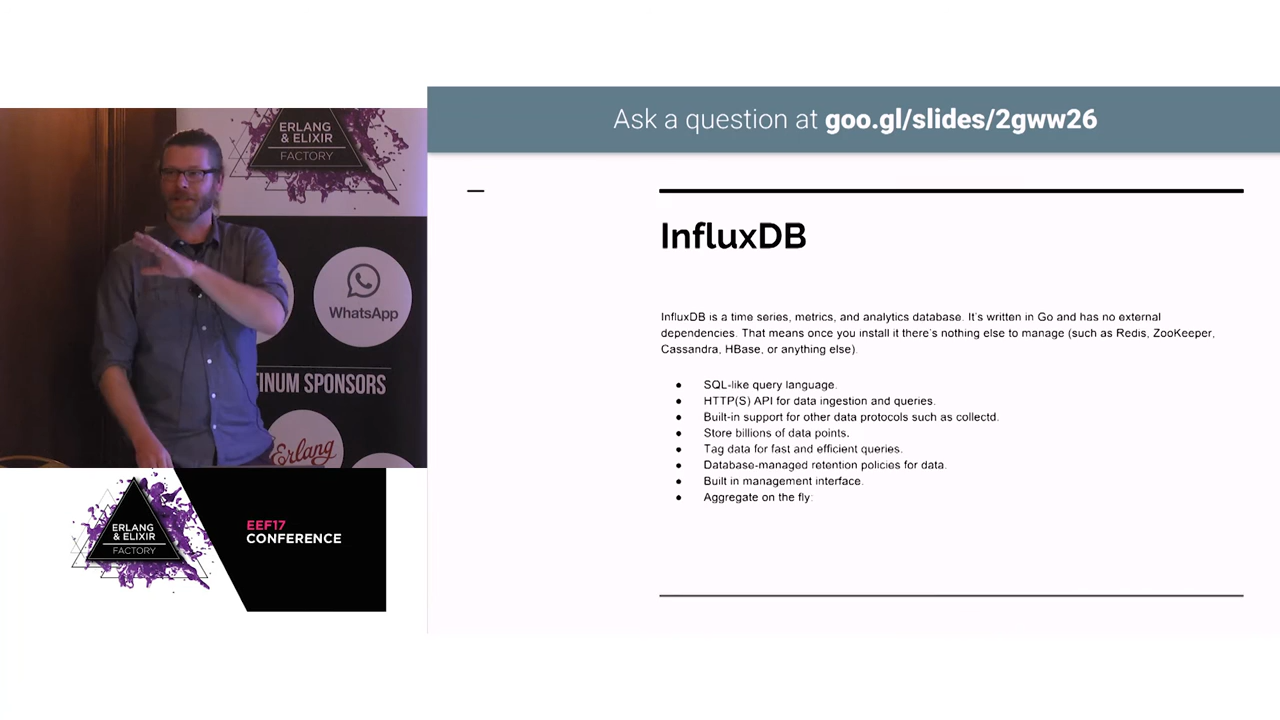 ERLANG
& ELIXIR
FACTORY
WhatsApp
TINUM SPONSORS
Erlang
ERLANG
& ELIXIR
FACTORY
EEF17
CONFERENCE
Ask a question at goo.gl/slides/2gww26
InfluxDB
InfluxDB is a time series, metrics, and analytics database. It's written in Go and has no external
dependencies. That means once you install it there's nothing else to manage (such as Redis, ZooKeeper,
Cassandra, HBase, or anything else).
● SQL-like query language.
● HTTP(S) API for data ingestion and queries.
● Built-in support for other data protocols such as collectd.
● Store billions of data points.
● Tag data for fast and efficient queries.
● Database-managed retention policies for data.
● Built in management interface.
● Aggregate on the fly: